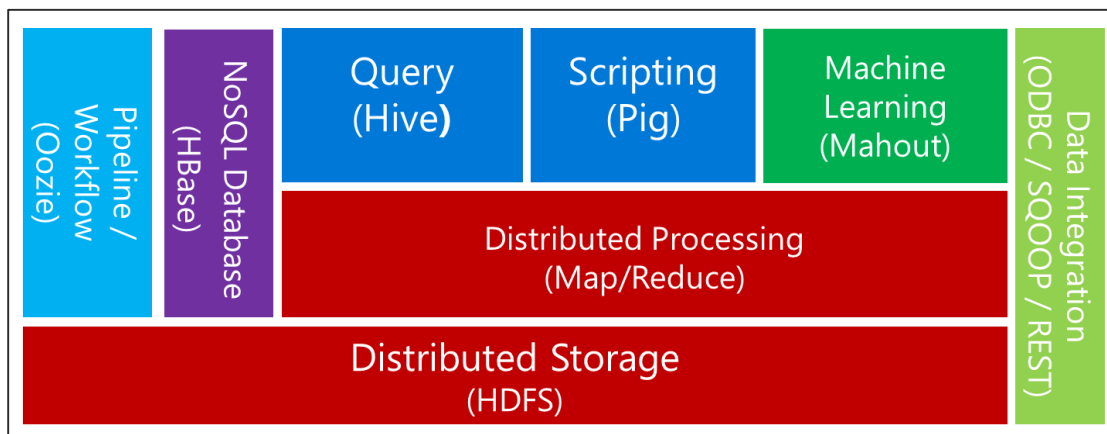 Pipeline /
Workflow
(Oozie)
NoSQL Database
(HBase)
Query
(Hive)
Scripting
(Pig)
Machine
Learning
(Mahout)
Data Integration
(ODBC / SQOOP / REST)
Distributed Processing
(Map/Reduce)
Distributed Storage
(HDFS)